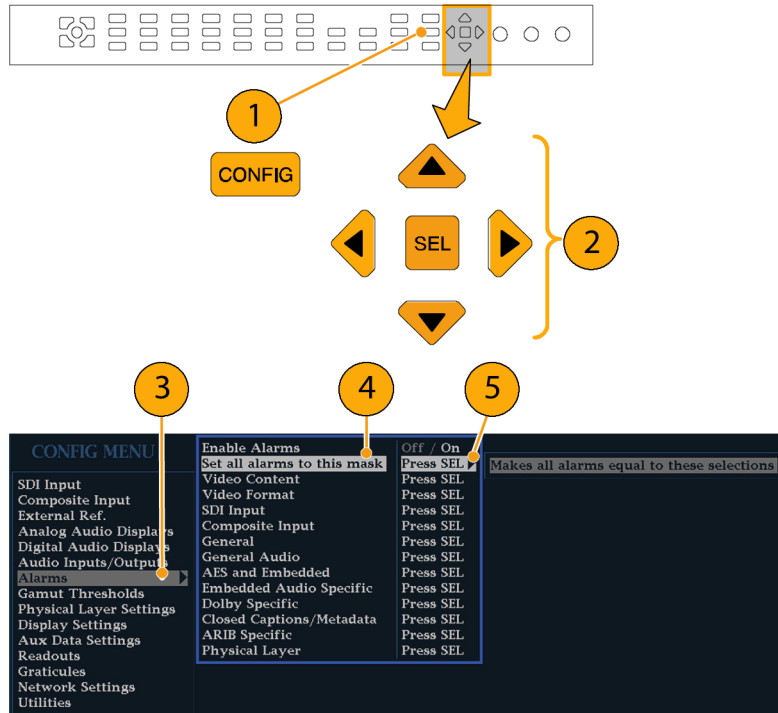 1
CONFIG
SEL
2
3
4
5
CONFIG MENU
SDI Input
Composite Input
External Ref.
Analog Audio Displays
Digital Audio Displays
Audio Inputs/Outputs
Alarms
Gamut Thresholds
Physical Layer Settings
Display Settings
Aux Data Settings
Readouts
Graticules
Network Settings
Utilities
Enable Alarms Off / On
Set all alarms to this mask Press SEL
Video Content Press SEL
Video Format Press SEL
SDI Input Press SEL
Composite Input Press SEL
General Press SEL
General Audio Press SEL
AES and Embedded Press SEL
Embedded Audio Specific Press SEL
Dolby Specific Press SEL
Closed Captions/Metadata Press SEL
ARIB Specific Press SEL
Physical Layer Press SEL
Makes all alarms equal to these selections